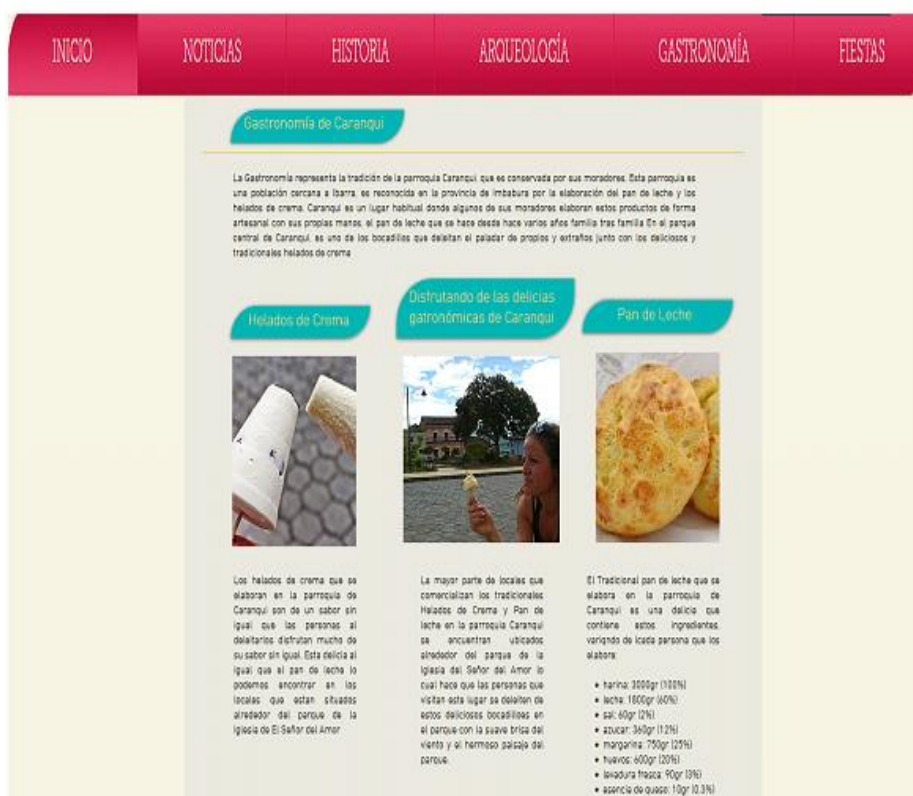 INICIO
NOTICIAS
HISTORIA
ARQUEOLOGÍA
GASTRONOMÍA
FIESTAS
Gastronomía de Caranqui
La Gastronomía representa la tradición de la parroquia Caranqui, que es conservada por sus moradores. Esta parroquia es
una población cercana a Ibarra, es reconocida en la provincia de Imbabura por la elaboración del pan de leche y los
helados de crema. Caranqui es un lugar habitual donde algunos de sus moradores elaboran estos productos de forma
artesanal con sus propias manos, el pan de leche que se hace desde hace varios años familia tras familia En el parque
central de Caranqui, es uno de los bocadillos que deleitan el paladar de propios y extraños junto con los deliciosos y
tradicionales helados de crema
Helados de Crema
Los helados de crema que se
elaboran en la parroquia de
Caranqui son de un sabor sin
igual que las personas al
deleitarlos disfrutan mucho de
su sabor sin igual. Esta delicia al
igual que el pan de leche lo
podemos encontrar en los
locales que estan situados
alrededor del parque de la
iglesia de El Señor del Amor
Disfrutando de las delicias
gatronómicas de Caranqui
La mayor parte de locales que
comercializan los tradicionales
Helados de Crema y Pan de
leche en la parroquia Caranqui
se encuentran ubicados
alrededor del parque de la
Iglesia del Señor del Amor lo
cual hace que las personas que
visitan este lugar se deleiten de
estos deliciosos bocadillos en
el parque con la suave brisa del
viento y el hermoso paisaje del
parque.
Pan de Leche
El Tradicional pan de leche que se
elabora en la parroquia de
Caranqui es una delicia que
contiene estos ingredientes,
variando de cada persona que los
elabore:
• harina: 3000gr (100%)
• leche: 1800gr (60%)
• sal: 60gr (2%)
• azucar: 360gr (12%)
• margarina: 750gr (25%)
• huevos: 600gr (20%)
• levadura fresca: 90gr (3%)
• esencia de queso: 10gr (0.3%)